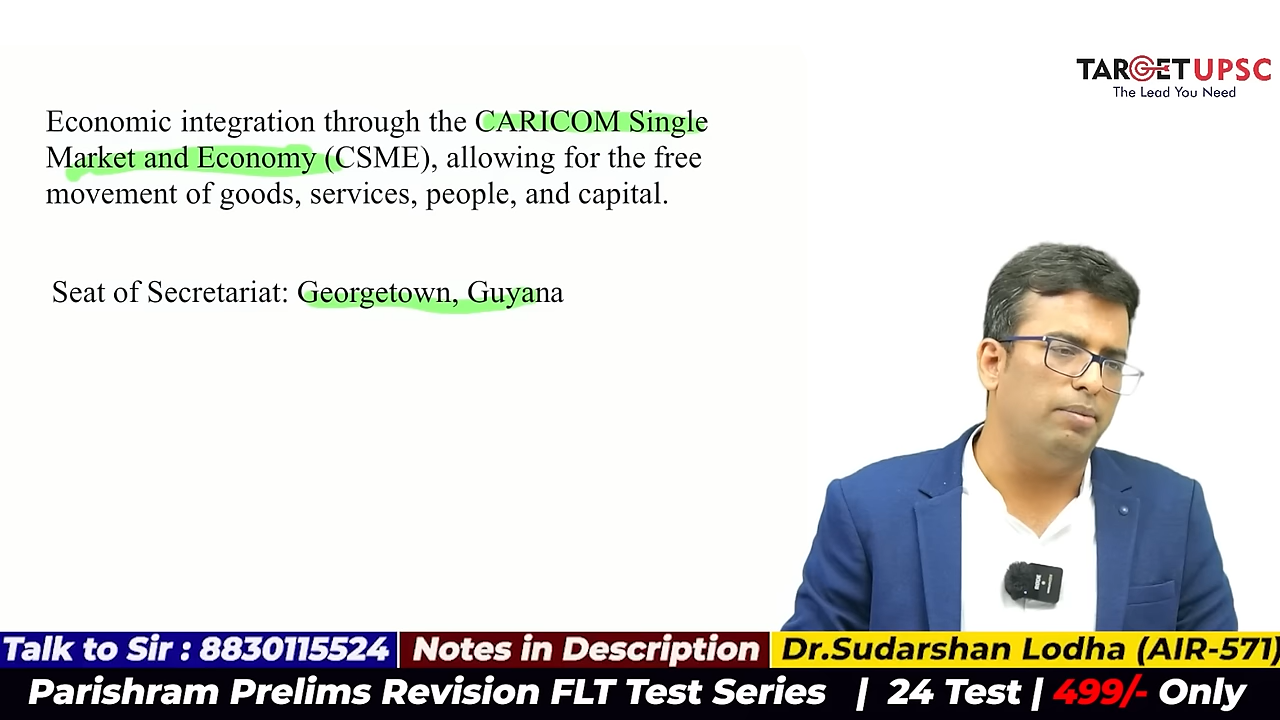 TARGET UPSC
The Lead You Need
Economic integration through the CARICOM Single
Market and Economy (CSME), allowing for the free
movement of goods, services, people, and capital.
Seat of Secretariat: Georgetown, Guyana
Talk to Sir : 8830115524 Notes in Description Dr.Sudarshan Lodha (AIR-571)
Parishram Prelims Revision FLT Test Series | 24 Test | 499/- Only